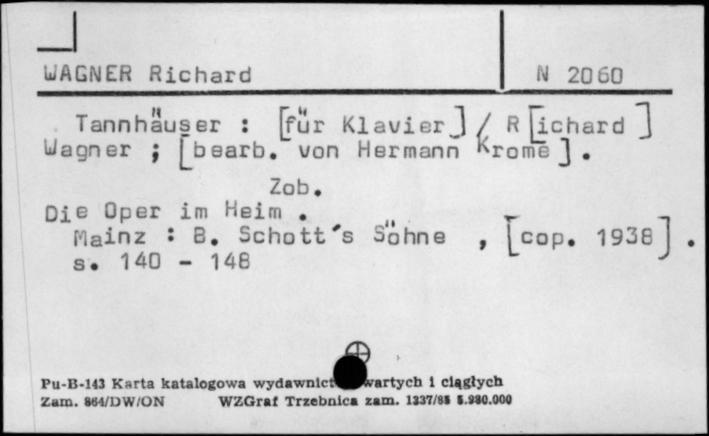 WAGNER Richard N 2060
Tannhäuser : [für Klavier] / R[ichard]
Wagner ; [bearb. von Hermann Krome].
Zob.
Die Oper im Heim .
Mainz : B. Schott's Söhne , [cop. 1938] .
s. 140 - 148
Pu-B-143 Karta katalogowa wydawnict wartych i ciągłych
Zam. 864/DW/ON WZGraf Trzebnica zam. 1337/88 5.980.000